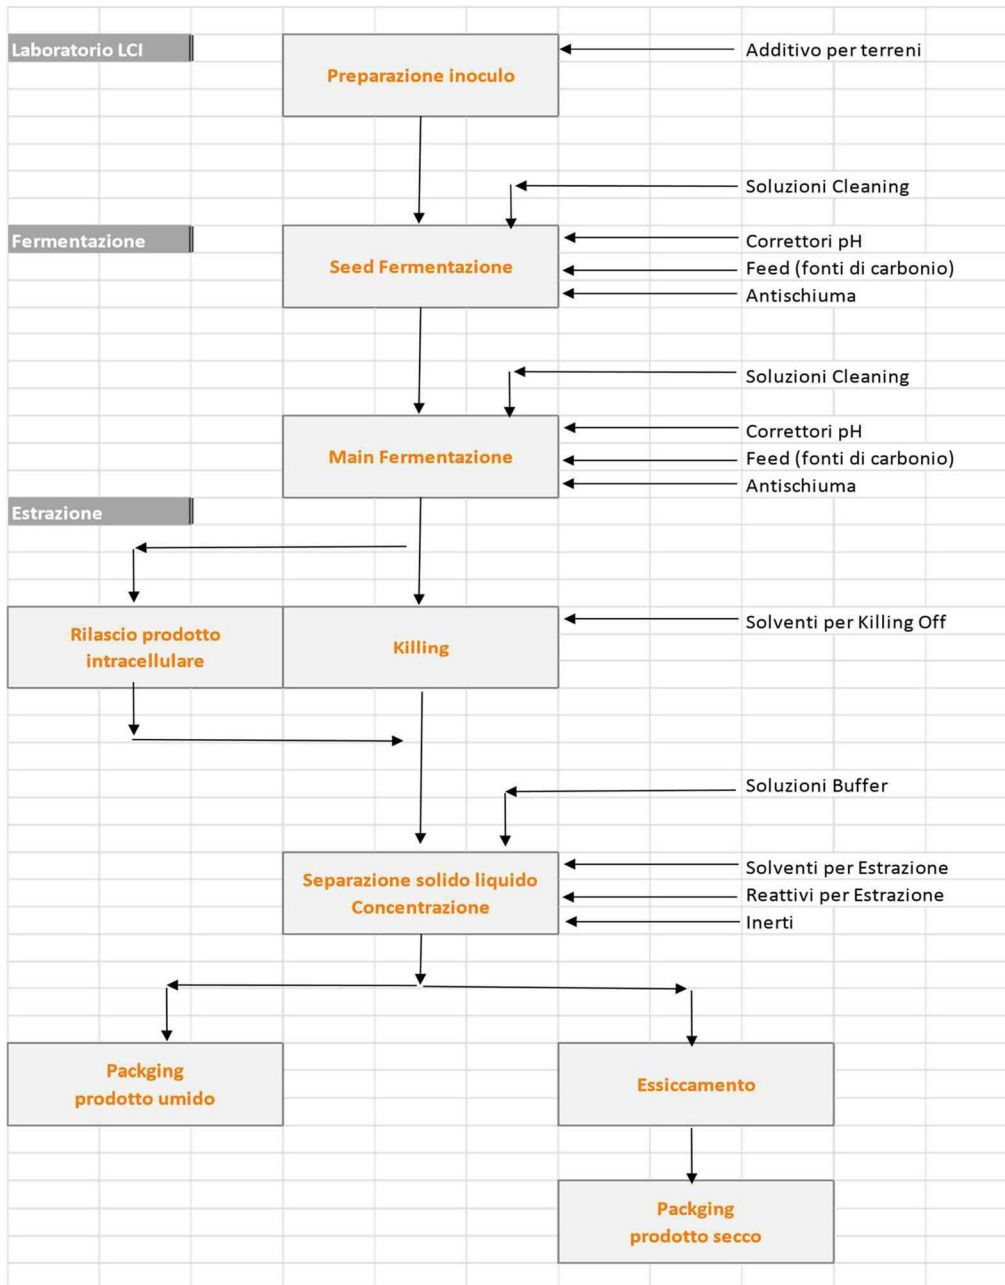 Laboratorio LCI
Preparazione inoculo
Additivo per terreni
Soluzioni Cleaning
Fermentazione
Seed Fermentazione
Correttori pH
Feed (fonti di carbonio)
Antischiuma
Soluzioni Cleaning
Main Fermentazione
Correttori pH
Feed (fonti di carbonio)
Antischiuma
Estrazione
Rilascio prodotto
intracellulare
Killing
Solventi per Killing Off
Soluzioni Buffer
Separazione solido liquido
Concentrazione
Solventi per Estrazione
Reattivi per Estrazione
Inerti
Packging
prodotto umido
Essiccamento
Packging
prodotto secco